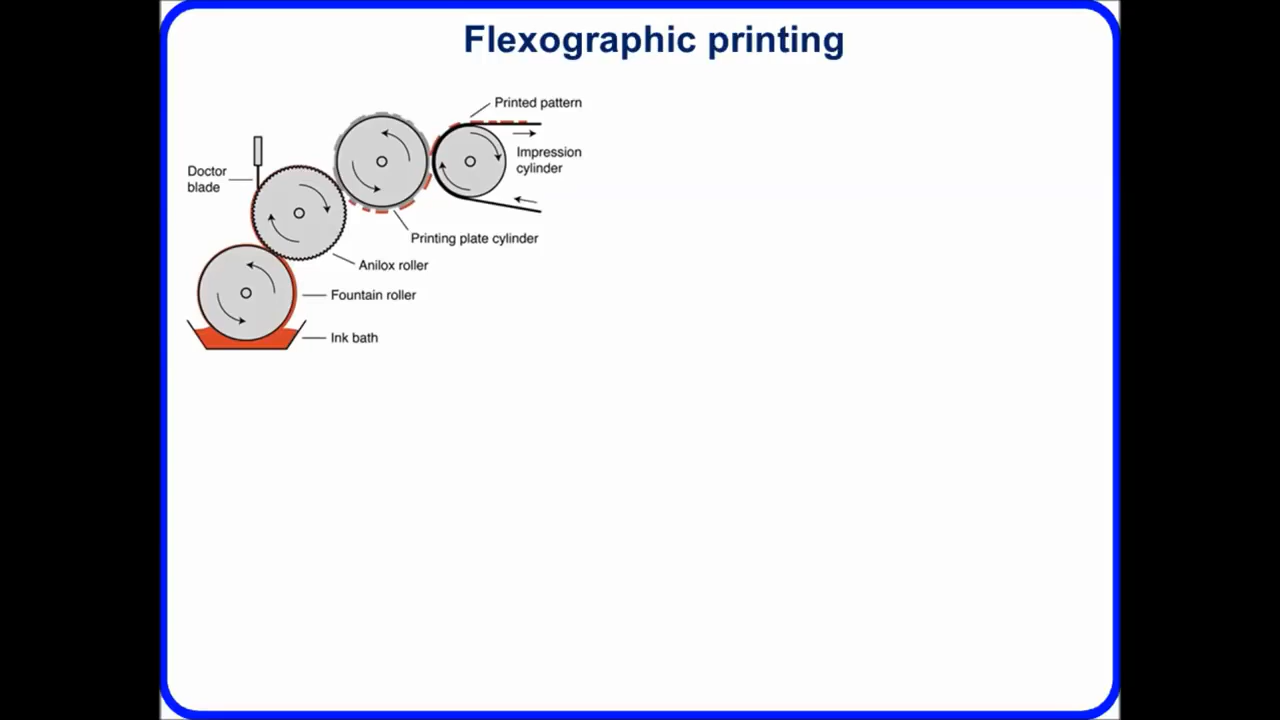 Flexographic printing
Printed pattern
Impression
cylinder
Doctor
blade
Printing plate cylinder
Anilox roller
Fountain roller
Ink bath